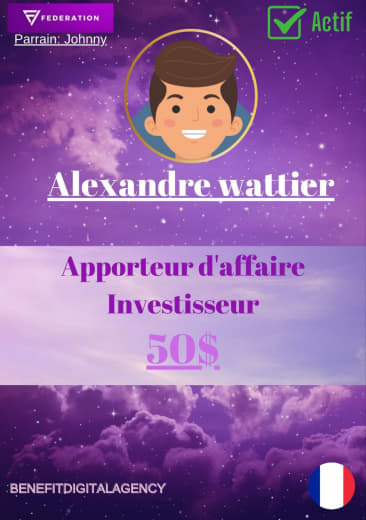 FEDERATION
Parrain: Johnny
Actif
Alexandre wattier
Apporteur d'affaire
Investisseur
50$
BENEFITDIGITALAGENCY